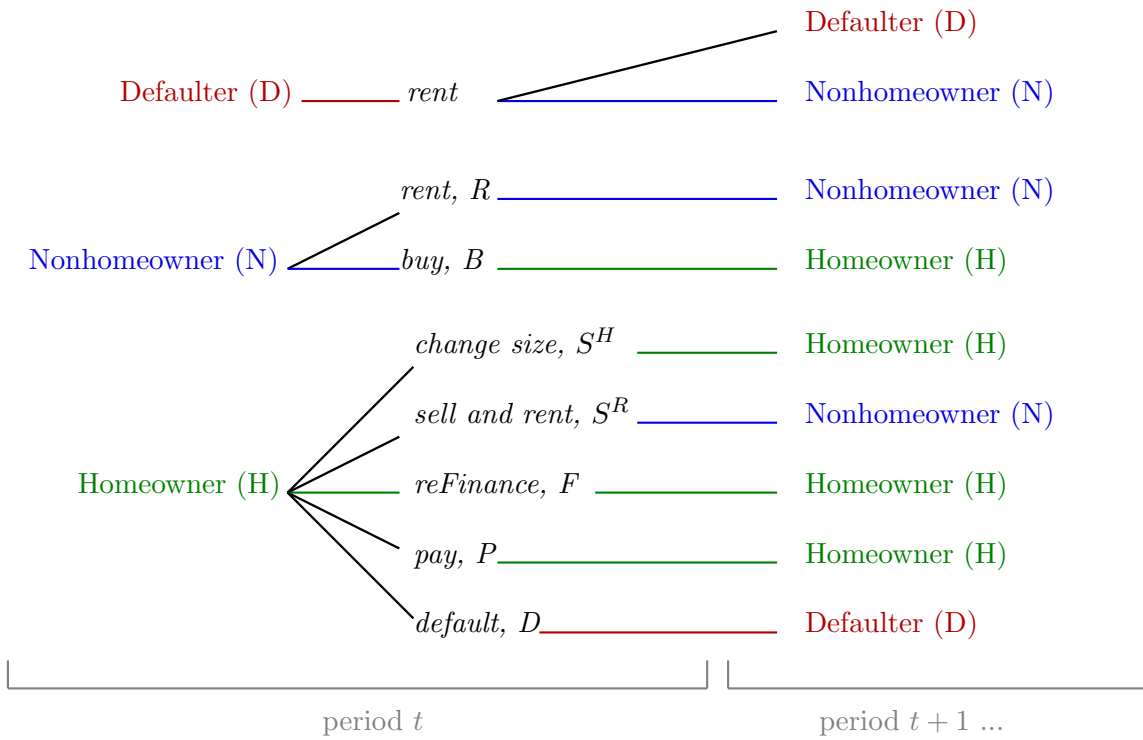 Defaulter (D)
Defaulter (D) rent Nonhomeowner (N)
rent, R Nonhomeowner (N)
Nonhomeowner (N) buy, B Homeowner (H)
change size, S^H Homeowner (H)
sell and rent, S^R Nonhomeowner (N)
Homeowner (H) reFinance, F Homeowner (H)
pay, P Homeowner (H)
default, D Defaulter (D)
period t period t + 1 ...